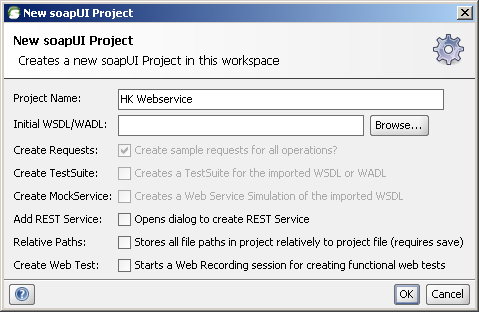 New soapUI Project
New soapUI Project
Creates a new soapUI Project in this workspace
Project Name: HK Webservice
Initial WSDL/WADL: Browse...
Create Requests: Create sample requests for all operations?
Create TestSuite: Creates a TestSuite for the imported WSDL or WADL
Create MockService: Creates a Web Service Simulation of the imported WSDL
Add REST Service: Opens dialog to create REST Service
Relative Paths: Stores all file paths in project relatively to project file (requires save)
Create Web Test: Starts a Web Recording session for creating functional web tests
? OK Cancel